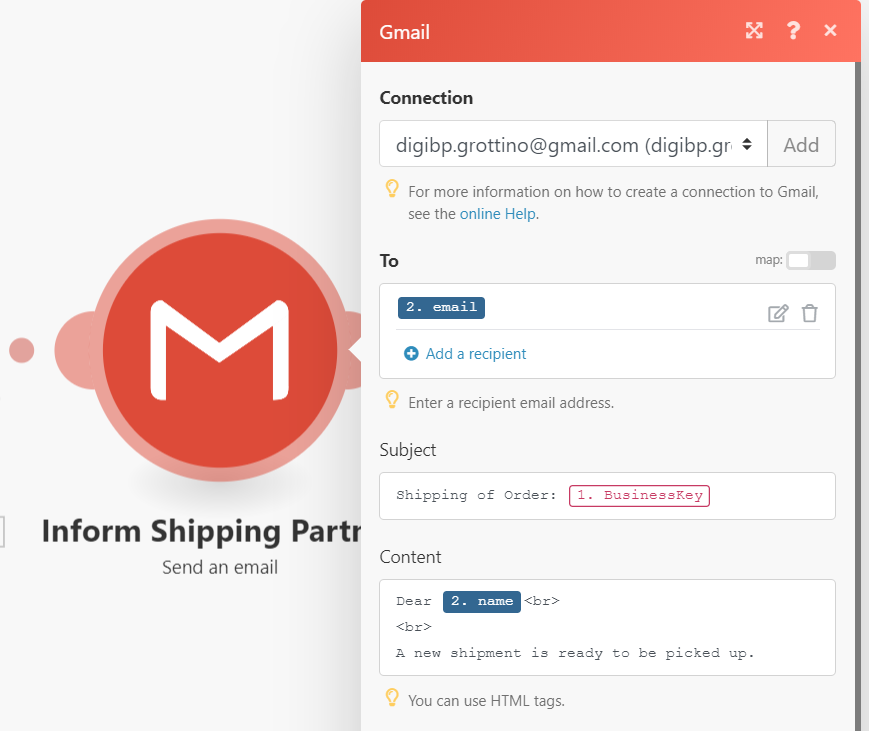 Gmail
Connection
digibp.grottino@gmail.com (digibp.gr
Add
For more information on how to create a connection to Gmail,
see the online Help.
To
map:
2. email
Add a recipient
Enter a recipient email address.
Subject
Shipping of Order: 1. BusinessKey
Content
Dear 2. name <br>
<br>
A new shipment is ready to be picked up.
You can use HTML tags.
Inform Shipping Partn
Send an email